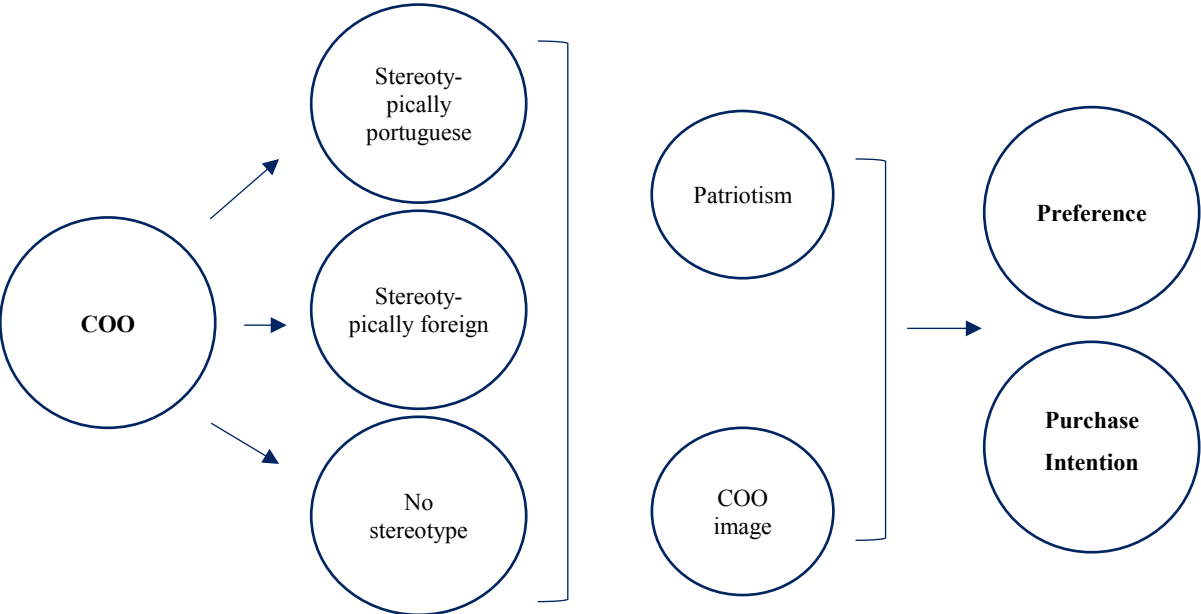 COO
Stereoty-
pically
portuguese
Stereoty-
pically foreign
No
stereotype
Patriotism
COO
image
Preference
Purchase
Intention